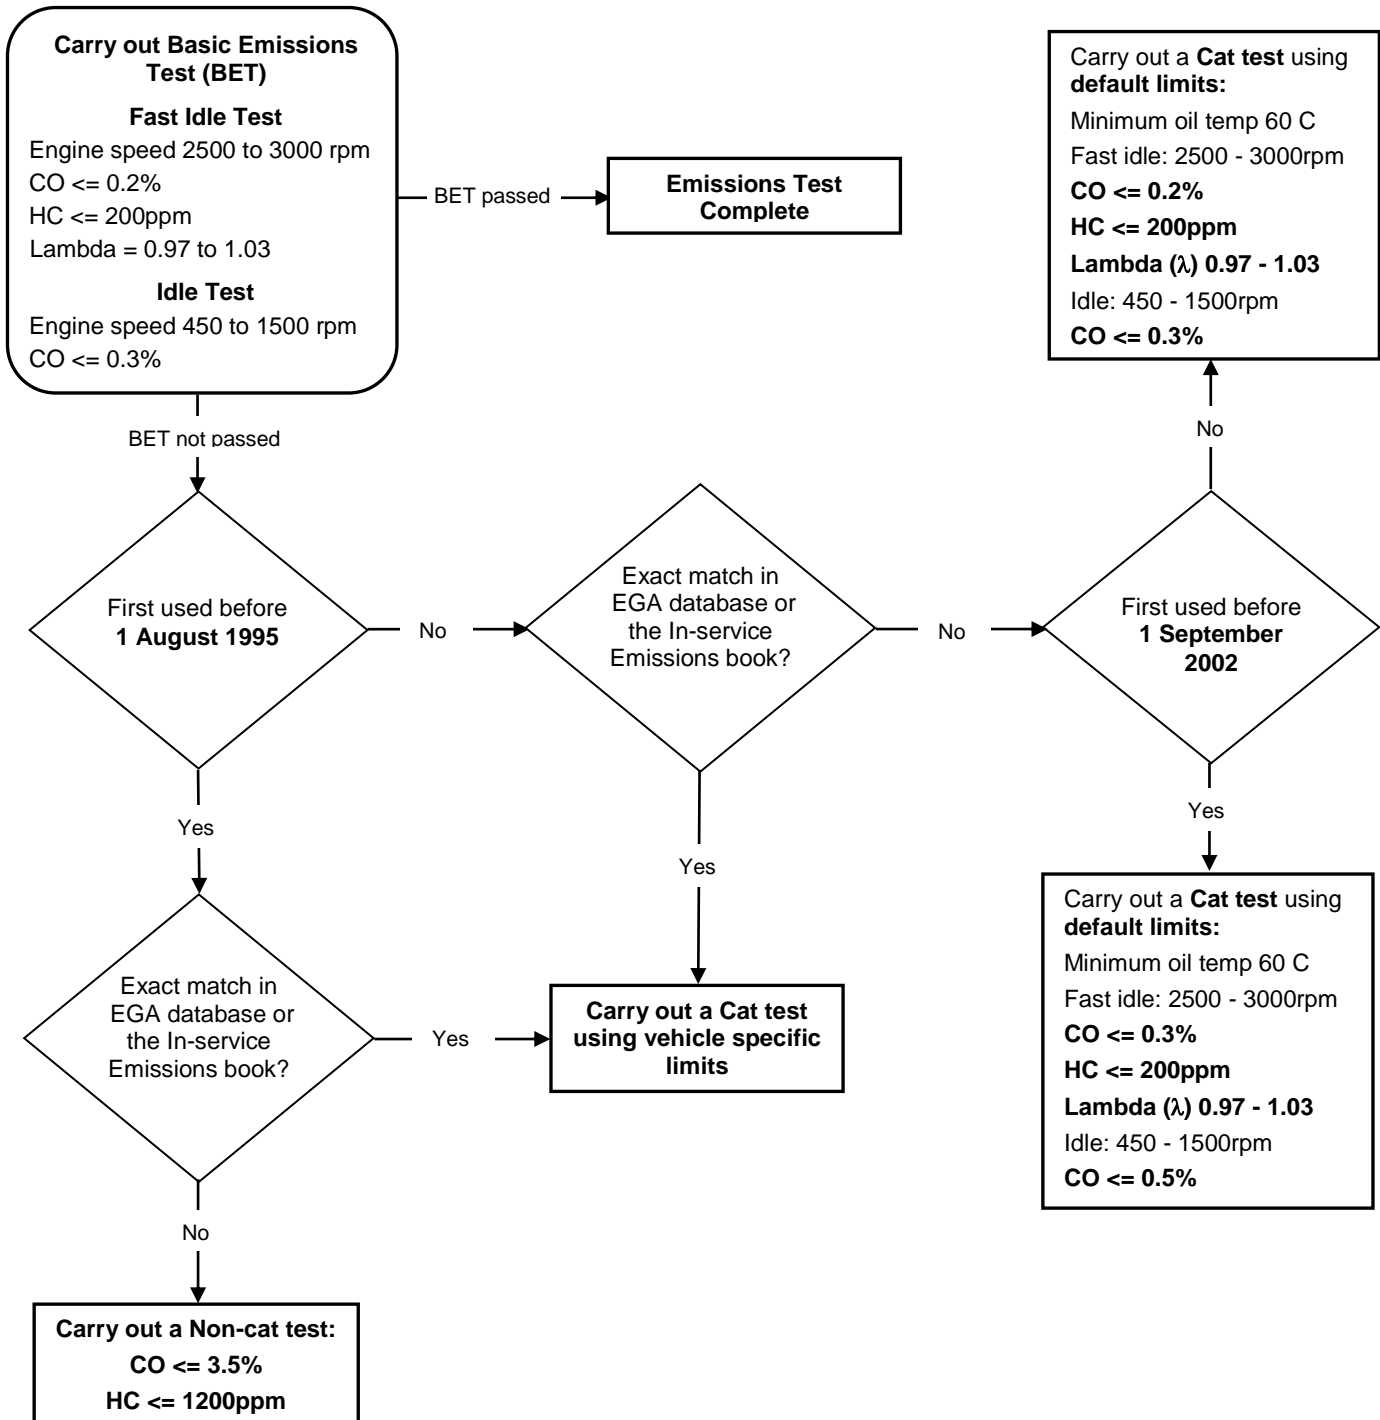 Carry out Basic Emissions
Test (BET)
Fast Idle Test
Engine speed 2500 to 3000 rpm
CO <= 0.2%
HC <= 200ppm
Lambda = 0.97 to 1.03
Idle Test
Engine speed 450 to 1500 rpm
CO <= 0.3%
BET passed
Emissions Test
Complete
Carry out a Cat test using
default limits:
Minimum oil temp 60 C
Fast idle: 2500 - 3000rpm
CO <= 0.2%
HC <= 200ppm
Lambda (λ) 0.97 - 1.03
Idle: 450 - 1500rpm
CO <= 0.3%
No
BET not passed
First used before
1 August 1995
No
Exact match in
EGA database or
the In-service
Emissions book?
No
First used before
1 September
2002
Yes
Yes
Yes
Carry out a Cat test using
default limits:
Minimum oil temp 60 C
Fast idle: 2500 - 3000rpm
CO <= 0.3%
HC <= 200ppm
Lambda (λ) 0.97 - 1.03
Idle: 450 - 1500rpm
CO <= 0.5%
Exact match in
EGA database or
the In-service
Emissions book?
Yes
Carry out a Cat test
using vehicle specific
limits
No
Carry out a Non-cat test:
CO <= 3.5%
HC <= 1200ppm